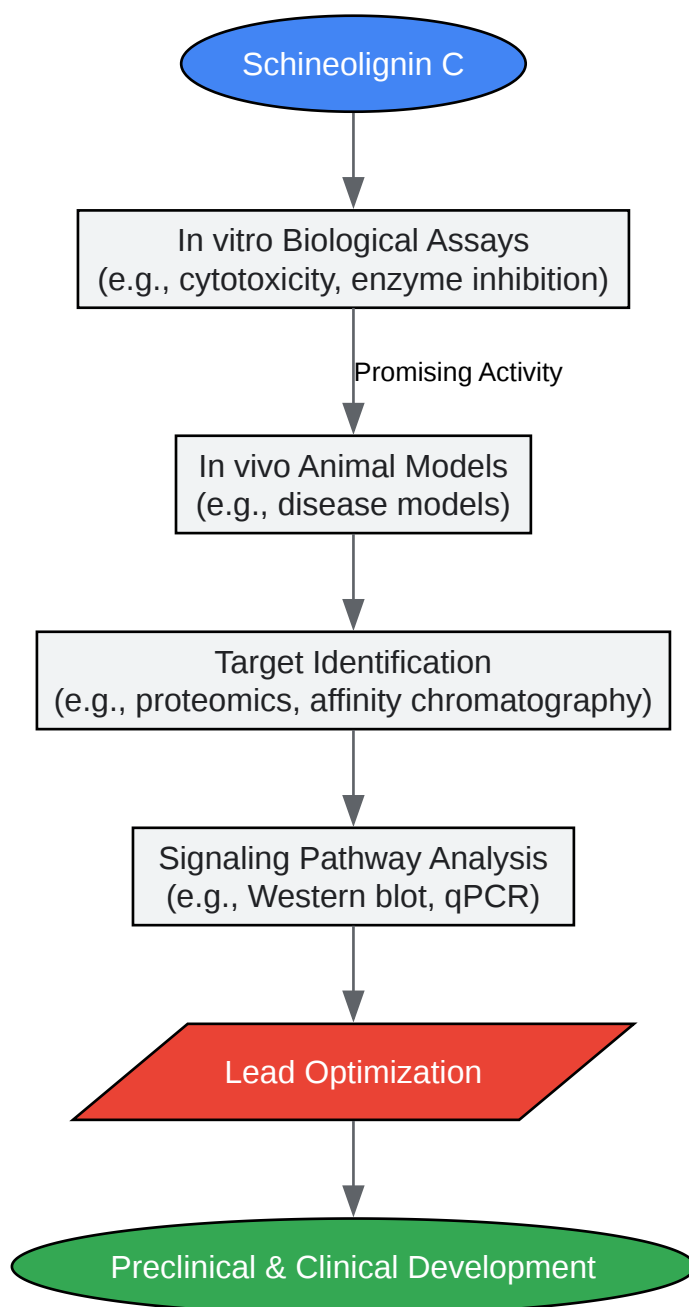 Schineolignin C
In vitro Biological Assays
(e.g., cytotoxicity, enzyme inhibition)
Promising Activity
In vivo Animal Models
(e.g., disease models)
Target Identification
(e.g., proteomics, affinity chromatography)
Signaling Pathway Analysis
(e.g., Western blot, qPCR)
Lead Optimization
Preclinical & Clinical Development